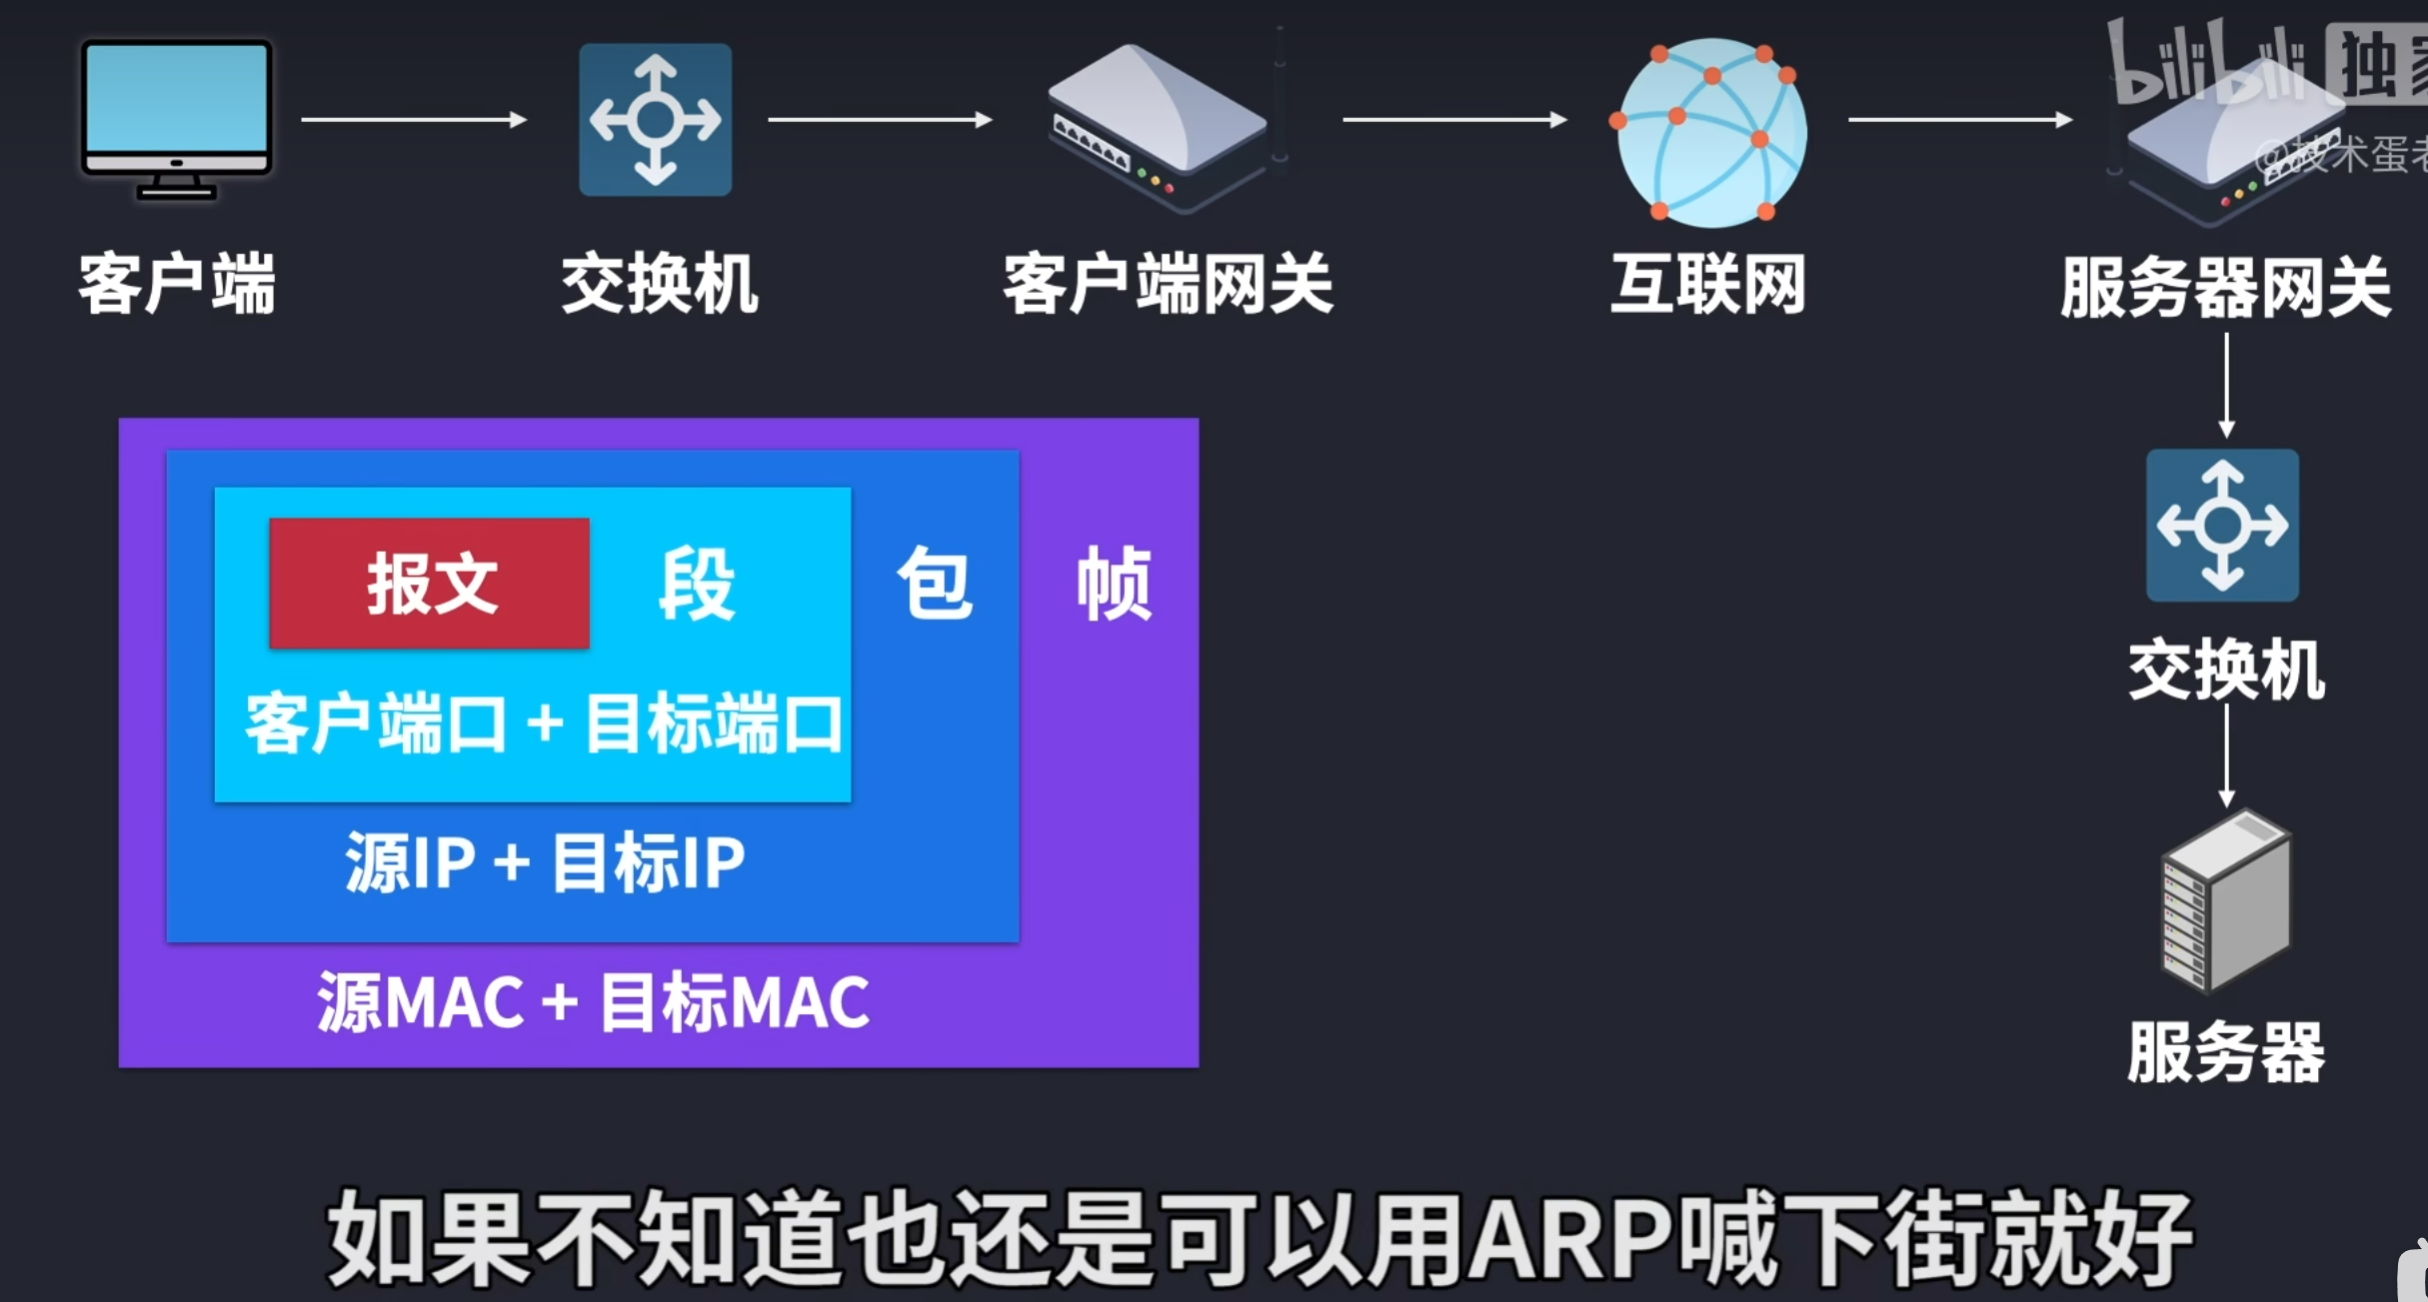 bilibili 独家
@技术蛋老
客户端
交换机
客户端网关
互联网
服务器网关
报文
段
包
帧
客户端口 + 目标端口
源IP + 目标IP
源MAC + 目标MAC
交换机
服务器
如果不知道也还是可以用ARP喊下街就好